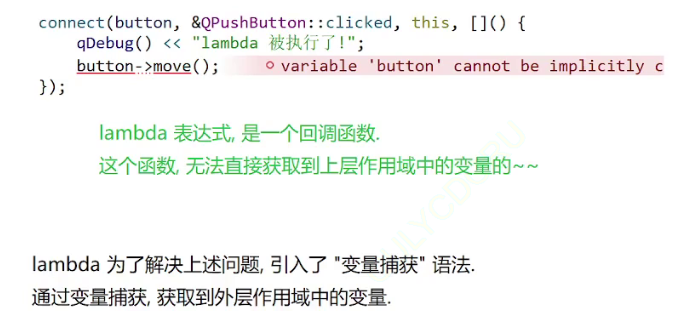 connect(button, &QPushButton::clicked, this, []() {
qDebug() << "lambda 被执行了!";
button->move(); variable 'button' cannot be implicitly c
});
lambda 表达式, 是一个回调函数.
这个函数, 无法直接获取到上层作用域中的变量的~~
lambda 为了解决上述问题, 引入了 "变量捕获" 语法.
通过变量捕获, 获取到外层作用域中的变量.